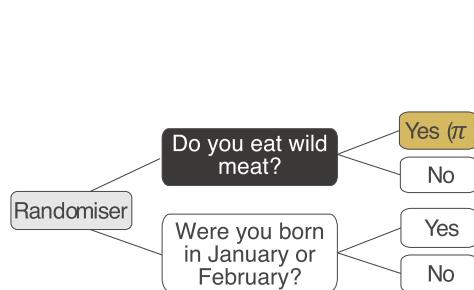 Do you eat wild
meat?
Yes (π
No
Randomiser
Were you born
in January or
February?
Yes
No